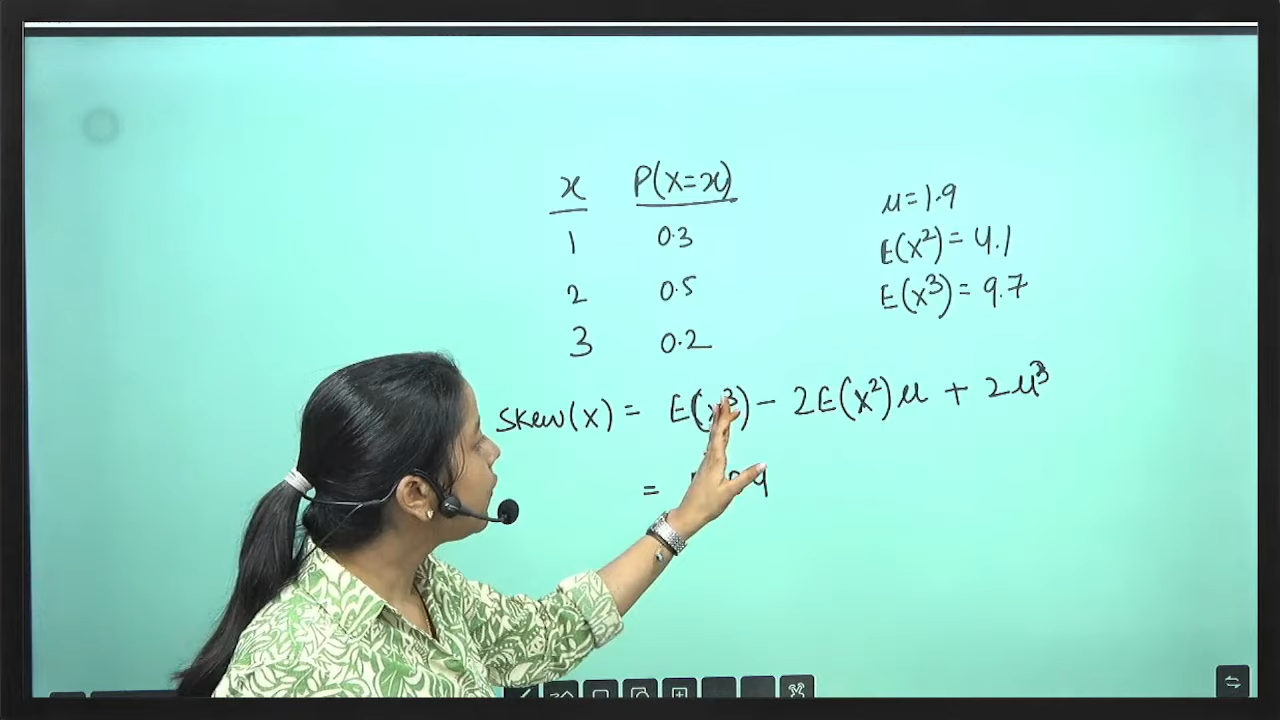 x P(X=x)
1 0.3
2 0.5
3 0.2
μ=1.9
E(x²)= 4.1
E(x³)= 9.7
Skew(X) = E(x³) - 2E(x²)μ + 2μ³
=